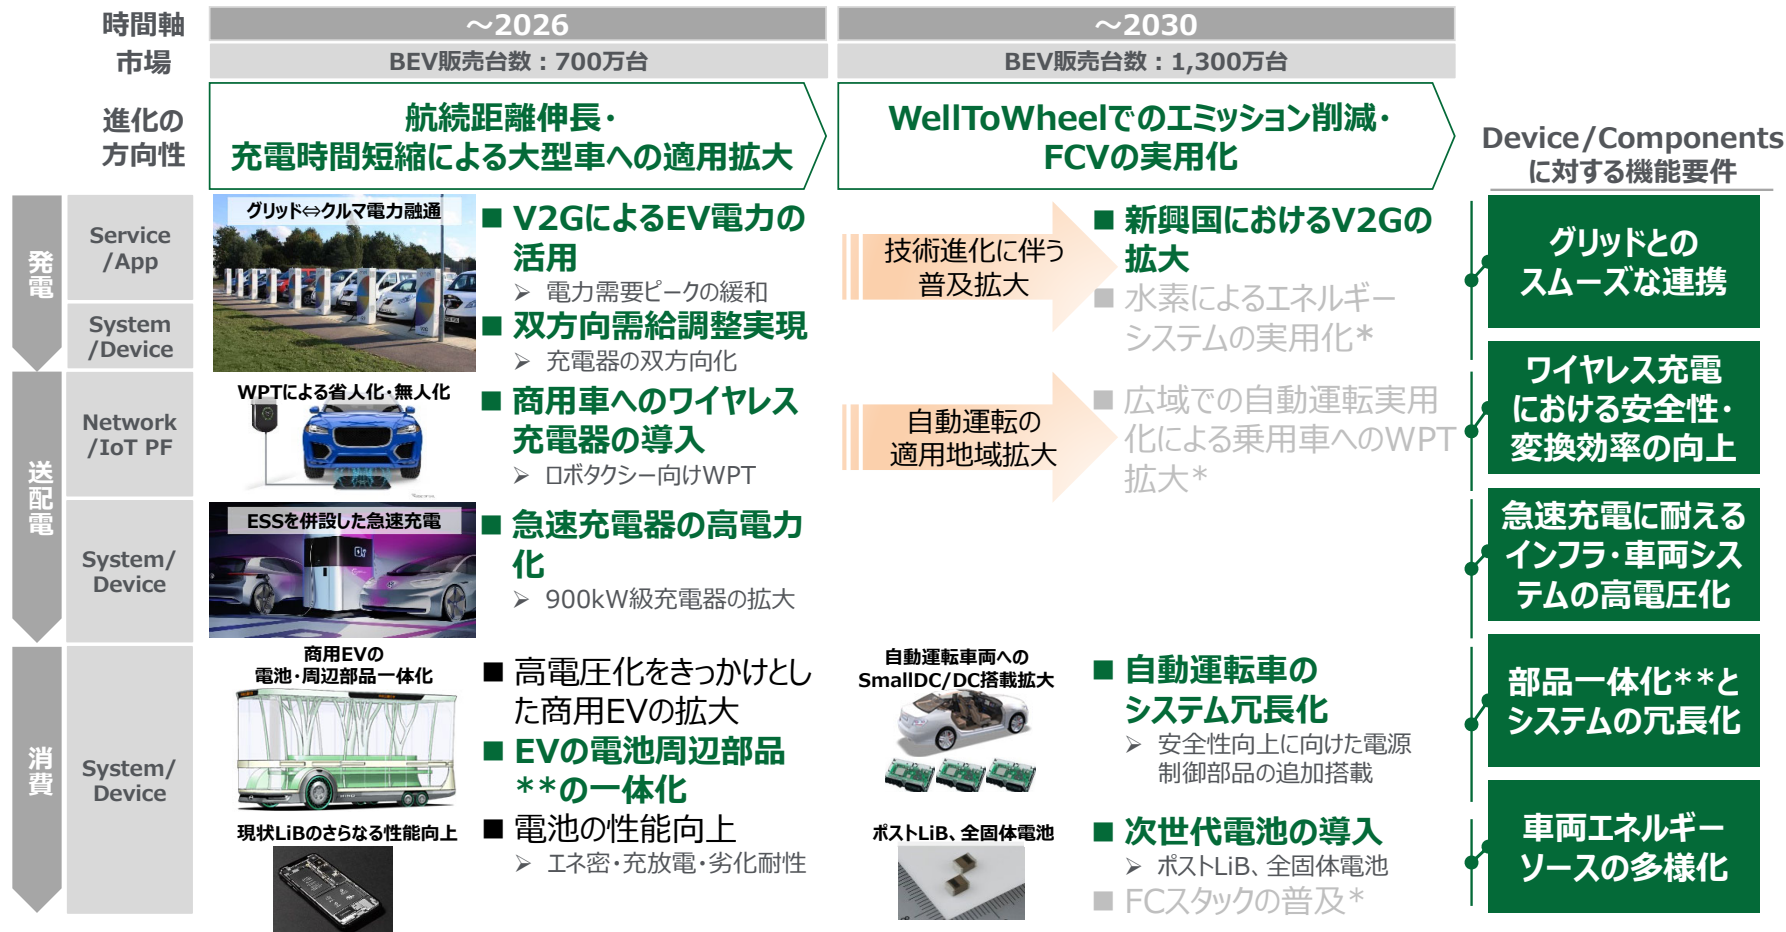 時間軸
～2026
～2030
市場
BEV販売台数：700万台
BEV販売台数：1,300万台
進化の
方向性
航続距離伸長・
充電時間短縮による大型車への適用拡大
WellToWheelでのエミッション削減・
FCVの実用化
Device/Components
に対する機能要件
発電
Service
/App
System
/Device
グリッド⇔クルマ電力融通
■ V2GによるEV電力の
活用
➢ 電力需要ピークの緩和
■ 双方向需給調整実現
➢ 充電器の双方向化
技術進化に伴う
普及拡大
■ 新興国におけるV2Gの
拡大
■ 水素によるエネルギー
システムの実用化*
グリッドとの
スムーズな連携
送配電
Network
/IoT PF
WPTによる省人化・無人化
■ 商用車へのワイヤレス
充電器の導入
➢ ロボタクシー向けWPT
自動運転の
適用地域拡大
■ 広域での自動運転実用
化による乗用車へのWPT
拡大*
ワイヤレス充電
における安全性・
変換効率の向上
System/
Device
ESSを併設した急速充電
■ 急速充電器の高電力
化
➢ 900kW級充電器の拡大
急速充電に耐える
インフラ・車両シス
テムの高電圧化
消費
System/
Device
商用EVの
電池・周辺部品一体化
■ 高電圧化をきっかけとし
た商用EVの拡大
■ EVの電池周辺部品
**の一体化
現状LiBのさらなる性能向上
■ 電池の性能向上
➢ エネ密・充放電・劣化耐性
自動運転車両への
SmallDC/DC搭載拡大
■ 自動運転車の
システム冗長化
➢ 安全性向上に向けた電源
制御部品の追加搭載
ポストLiB、全固体電池
■ 次世代電池の導入
➢ ポストLiB、全固体電池
■ FCスタックの普及*
部品一体化**と
システムの冗長化
車両エネルギー
ソースの多様化